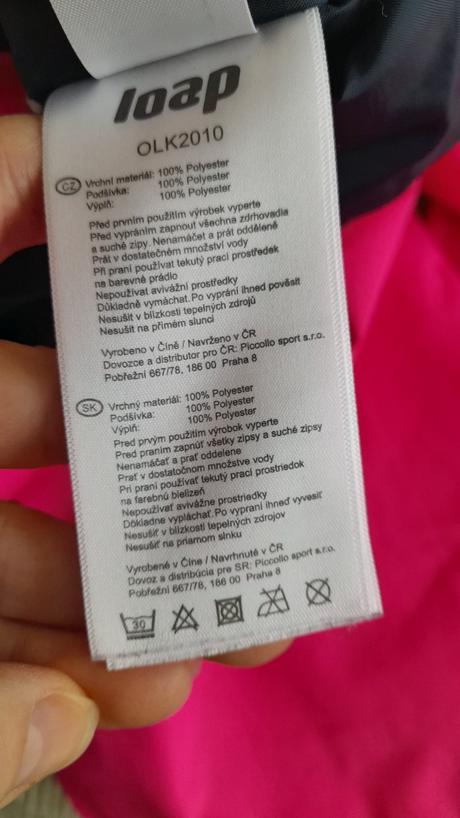 loap
OLK2010
CZ Vrchní materiál: 100% Polyester
Podšívka: 100% Polyester
Výplň: 100% Polyester
Před prvním použitím výrobek vyperte
Před vypráním zapnout všechna zdrhovadla
a suché zipy. Nenamáčet a prát odděleně
Prát v dostatečném množství vody
Při praní používat tekutý prací prostředek
na barevné prádlo
Nepoužívat avivážní prostředky
Důkladně vymáchat.Po vyprání ihned pověsit
Nesušit v blízkosti tepelných zdrojů
Nesušit na přímém slunci
Vyrobeno v Číně / Navrženo v ČR
Dovozce a distributor pro ČR: Piccollo sport s.r.o.
Pobřežní 667/78, 186 00 Praha 8
SK Vrchný materiál: 100% Polyester
Podšívka: 100% Polyester
Výplň: 100% Polyester
Pred prvým použitím výrobok vyperte
Pred praním zapnúť všetky zipsy a suché zipsy
Nenamáčať a prať oddelene
Prať v dostatočnom množstve vody
Pri praní používať tekutý prací prostriedok
na farebnú bielizeň
Nepoužívať avivážne prostriedky
Dôkladne vypláchať.Po vypraní ihneď vyvesiť
Nesušiť v blízkosti tepelných zdrojov
Nesušiť na priamom slnku
Vyrobené v Číne / Navrhnuté v ČR
Dovoz a distribúcia pre SR: Piccollo sport s.r.o.
Pobřežní 667/78, 186 00 Praha 8
30